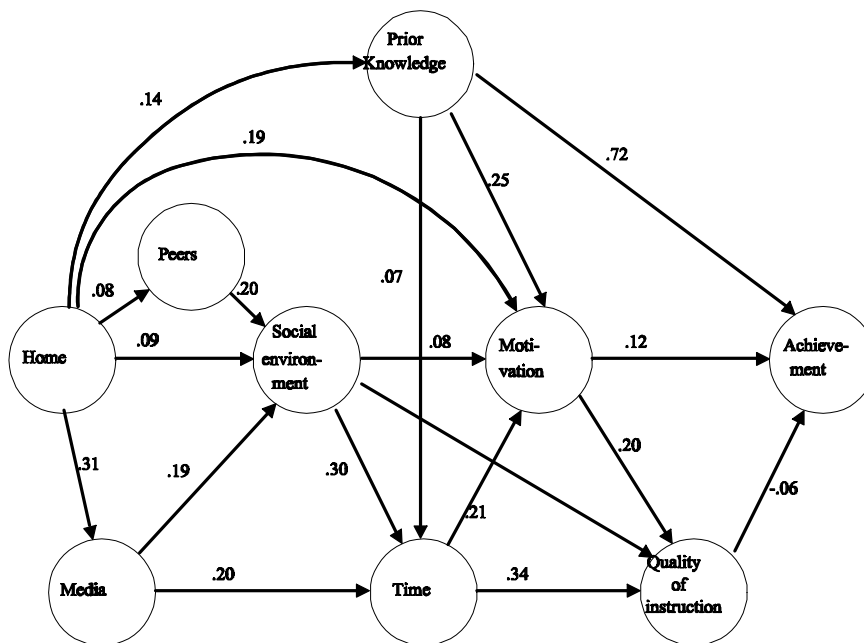 Prior
Knowledge
.14
.19
.72
.25
Peers
.07
.08
.20
Social
environ-
ment
Home
.09
.08
Moti-
vation
.12
Achieve-
ment
.31
.19
.30
.21
.20
-.06
Media
.20
Time
.34
Quality
of
instruction